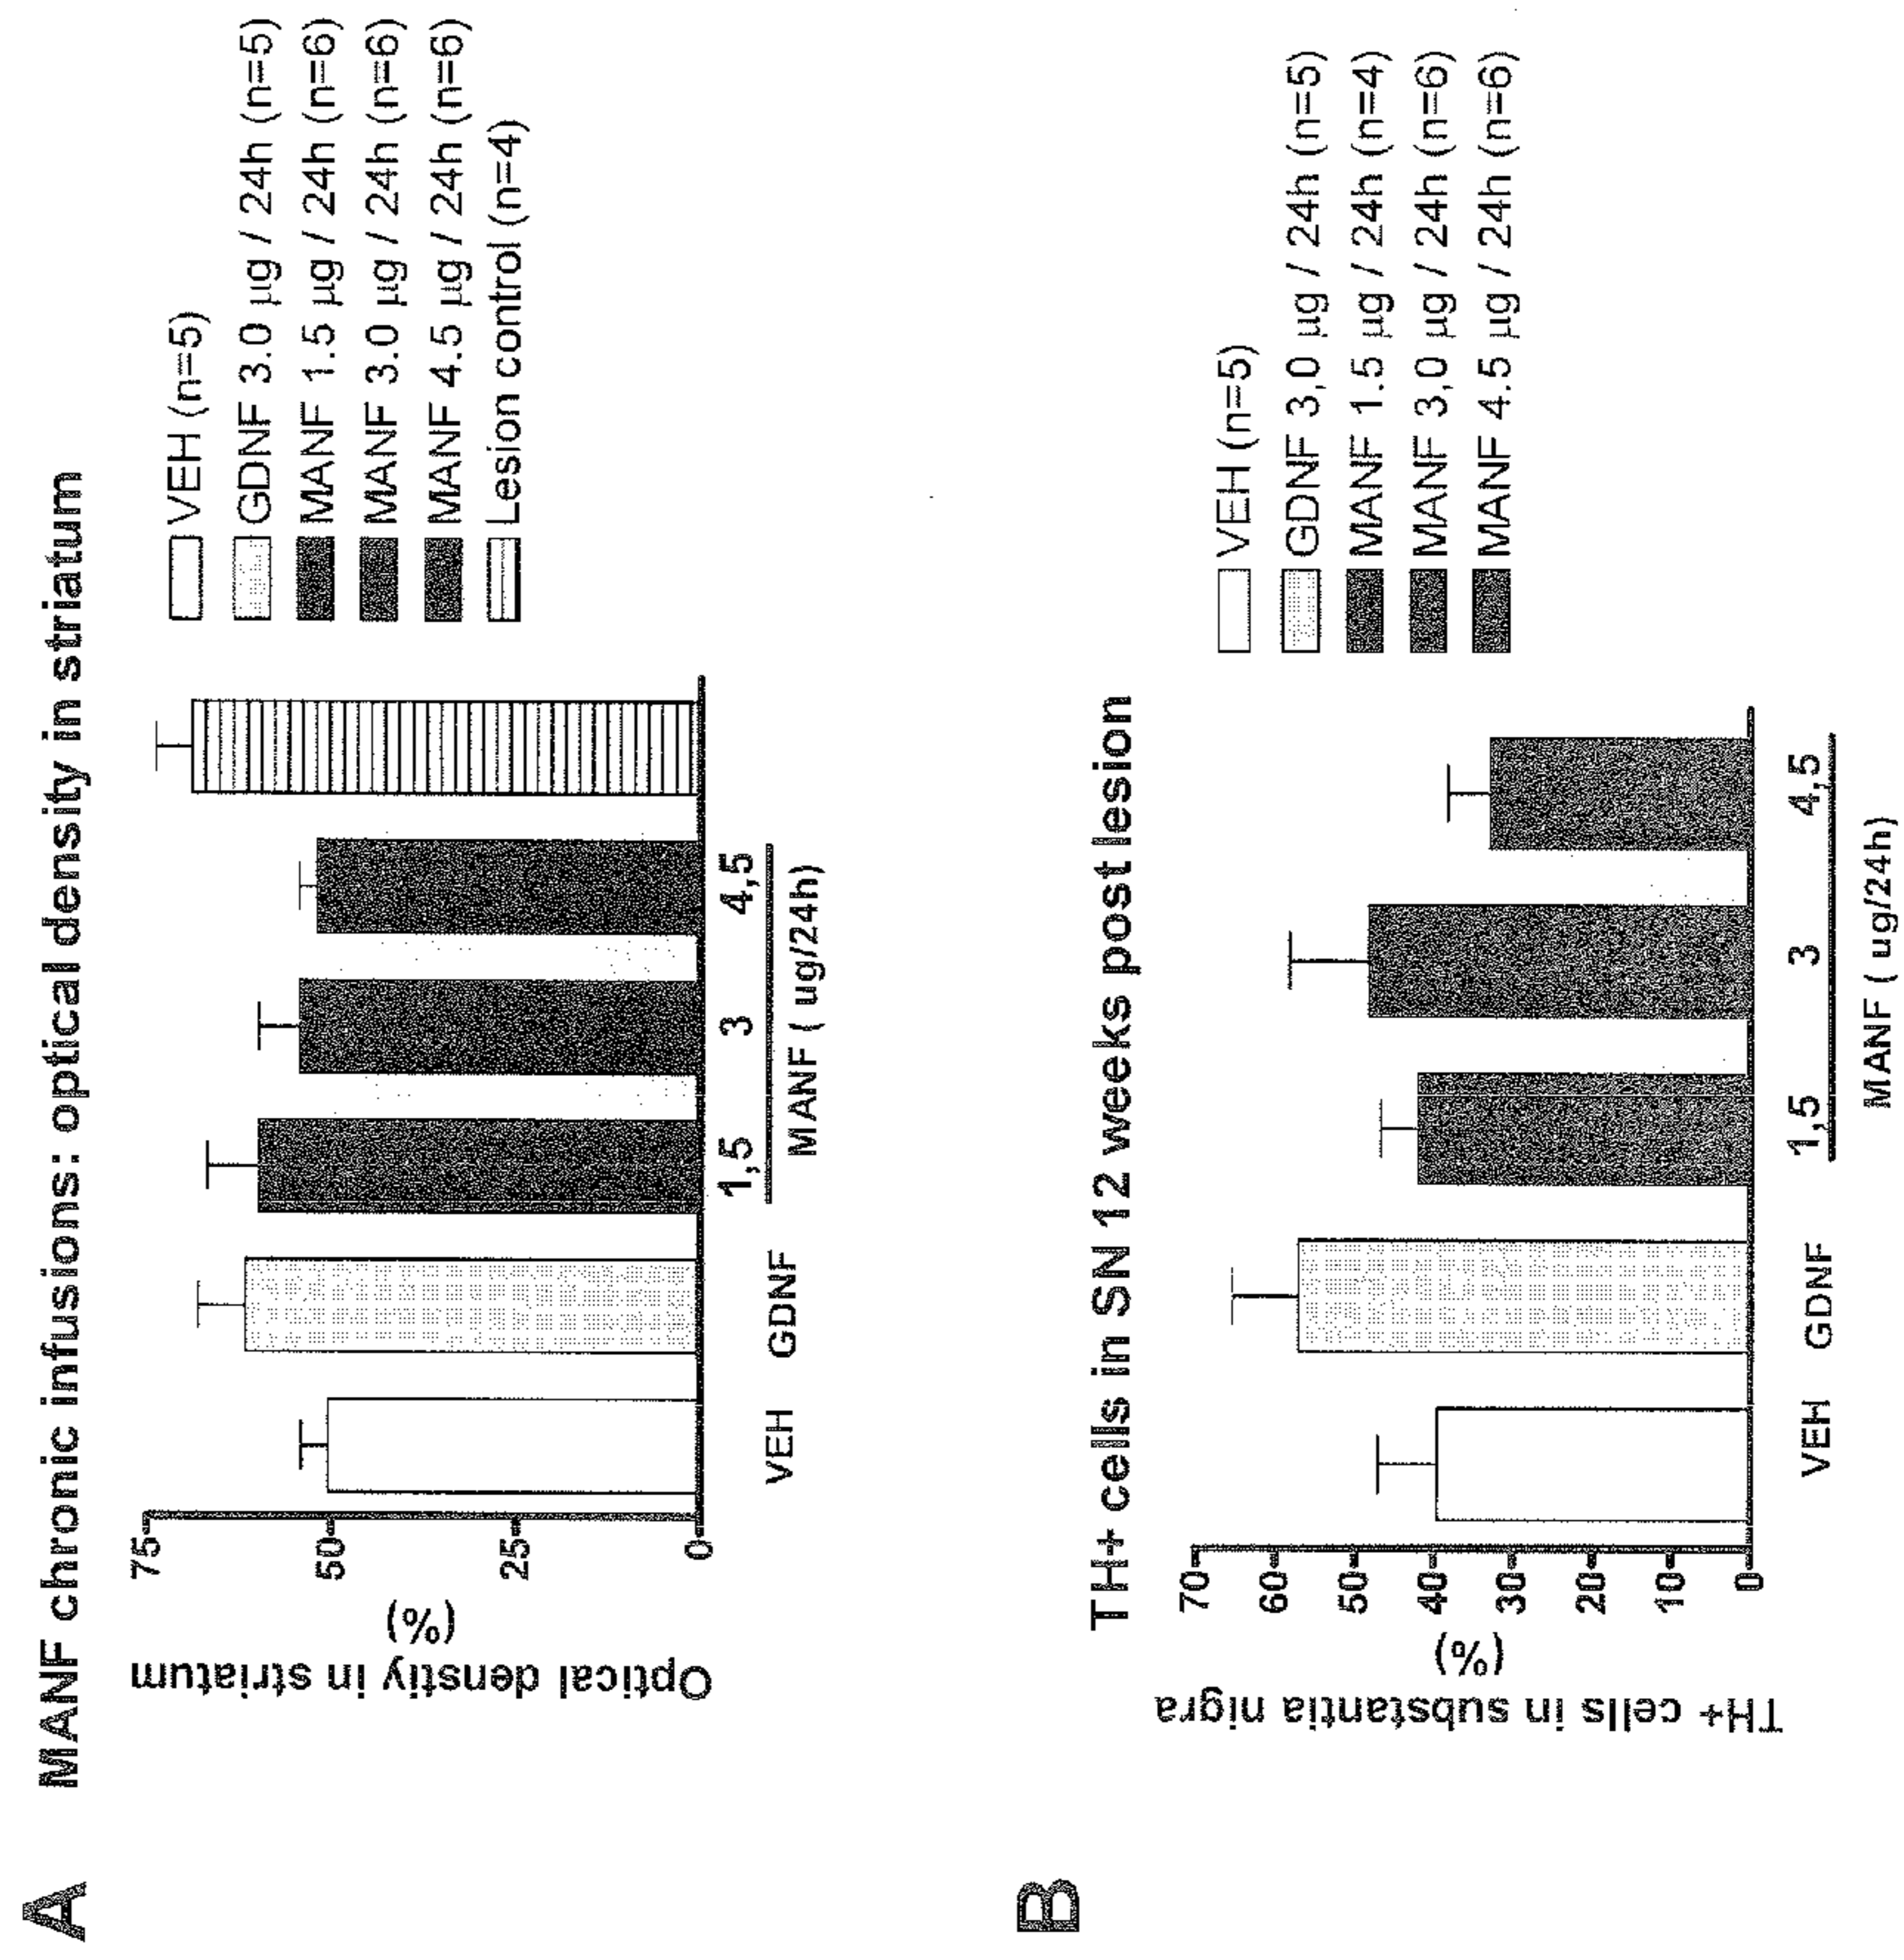 A
MANF chronic infusions: optical density in striatum
Optical denstiy in striatum
(%)
75
50
25
0
VEH
GDNF
1,5
3
4,5
MANF ( ug/24h)
VEH (n=5)
GDNF 3.0 µg / 24h (n=5)
MANF 1.5 µg / 24h (n=6)
MANF 3.0 µg / 24h (n=6)
MANF 4.5 µg / 24h (n=6)
Lesion control (n=4)
B
TH+ cells in SN 12 weeks post lesion
TH+ cells in substantia nigra
(%)
70
60
50
40
30
20
10
0
VEH
GDNF
1,5
3
4,5
MANF ( ug/24h)
VEH (n=5)
GDNF 3,0 µg / 24h (n=5)
MANF 1.5 µg / 24h (n=4)
MANF 3,0 µg / 24h (n=6)
MANF 4.5 µg / 24h (n=6)